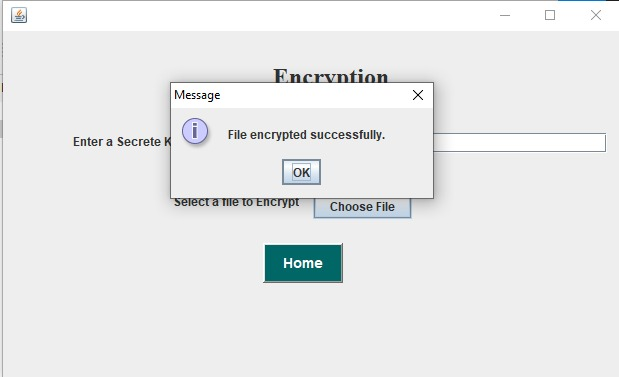 Encryption
Message
File encrypted successfully.
Enter a Secrete K
OK
Select a file to Encrypt
Choose File
Home